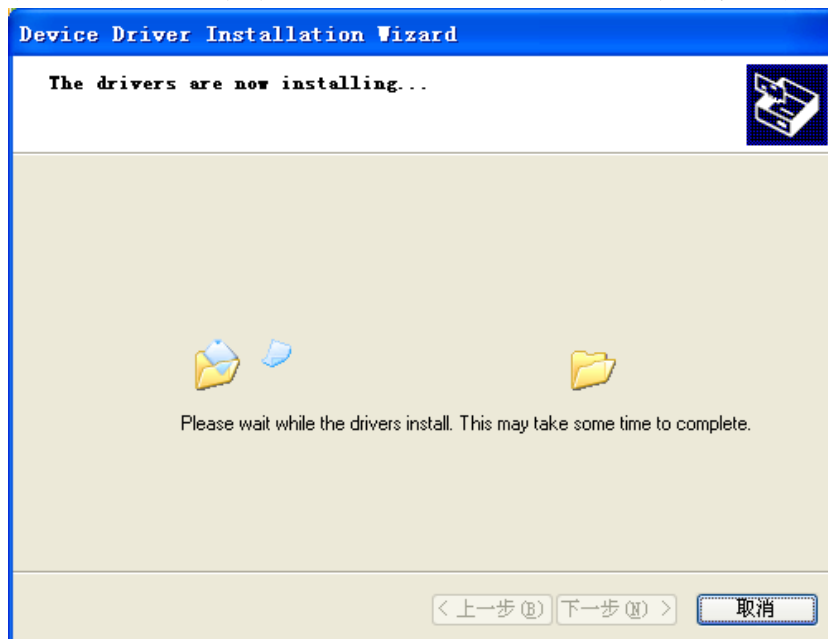 Device Driver Installation Wizard
The drivers are now installing...
Please wait while the drivers install. This may take some time to complete.
< 上一步(B) 下一步(N) > 取消